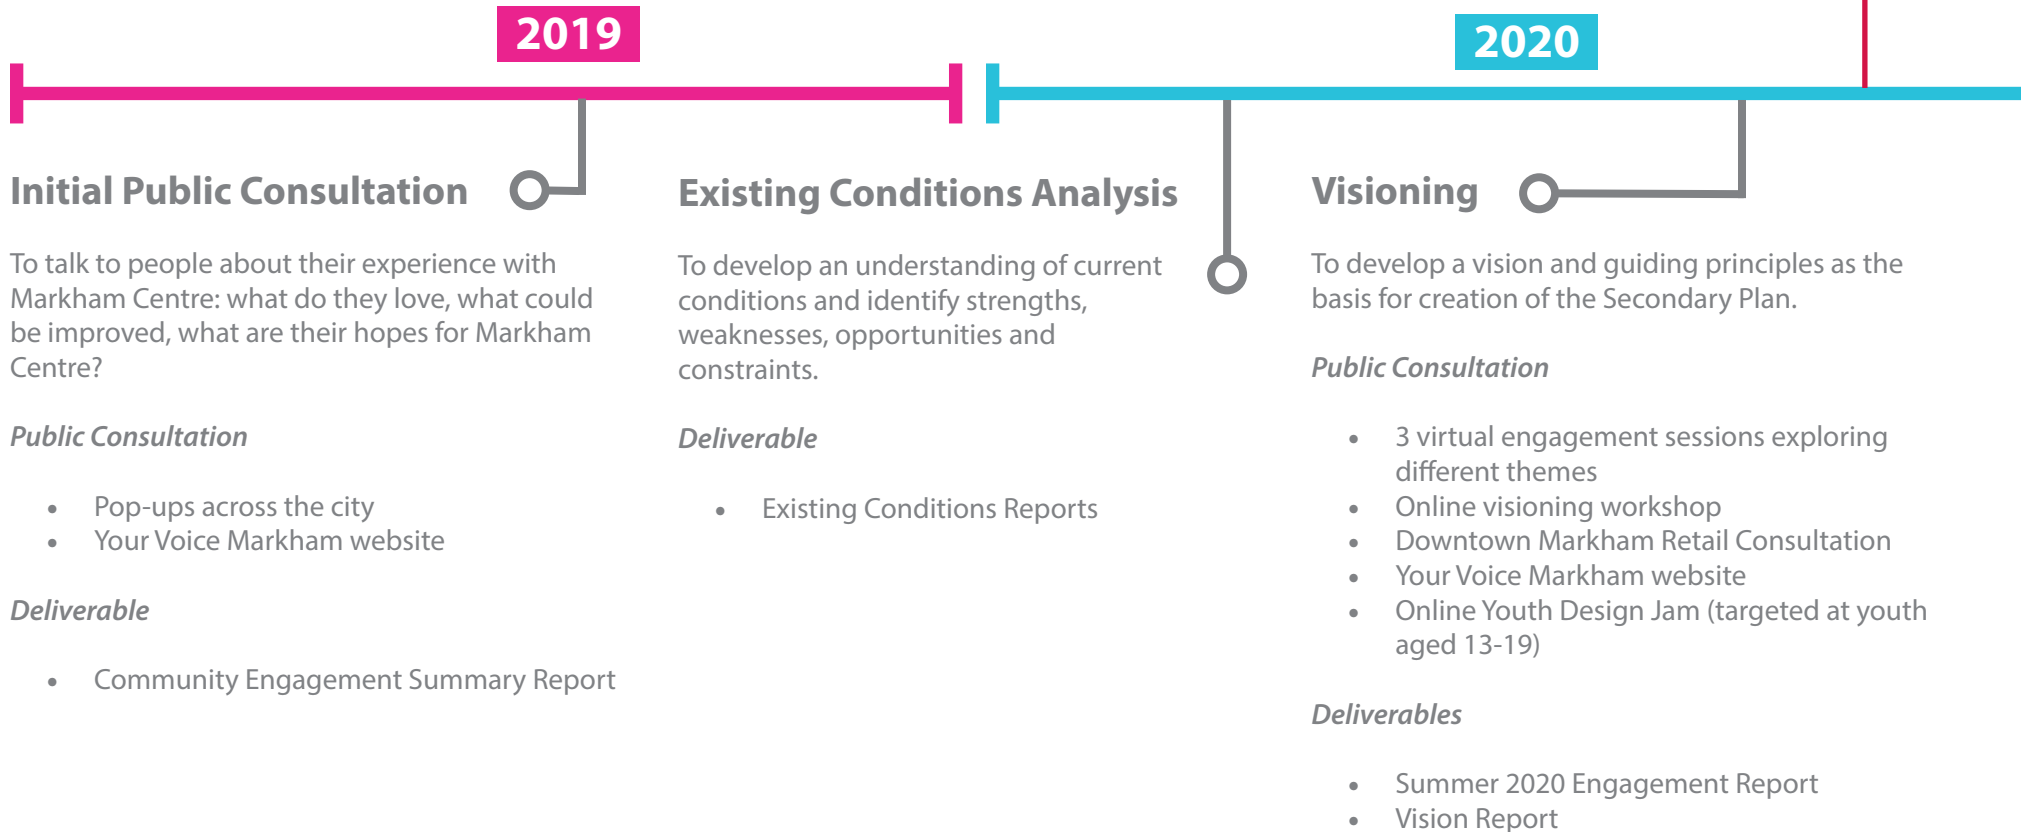 2019
2020
Initial Public Consultation
To talk to people about their experience with
Markham Centre: what do they love, what could
be improved, what are their hopes for Markham
Centre?
Public Consultation
• Pop-ups across the city
• Your Voice Markham website
Deliverable
• Community Engagement Summary Report
Existing Conditions Analysis
To develop an understanding of current
conditions and identify strengths,
weaknesses, opportunities and
constraints.
Deliverable
• Existing Conditions Reports
Visioning
To develop a vision and guiding principles as the
basis for creation of the Secondary Plan.
Public Consultation
• 3 virtual engagement sessions exploring
different themes
• Online visioning workshop
• Downtown Markham Retail Consultation
• Your Voice Markham website
• Online Youth Design Jam (targeted at youth
aged 13-19)
Deliverables
• Summer 2020 Engagement Report
• Vision Report